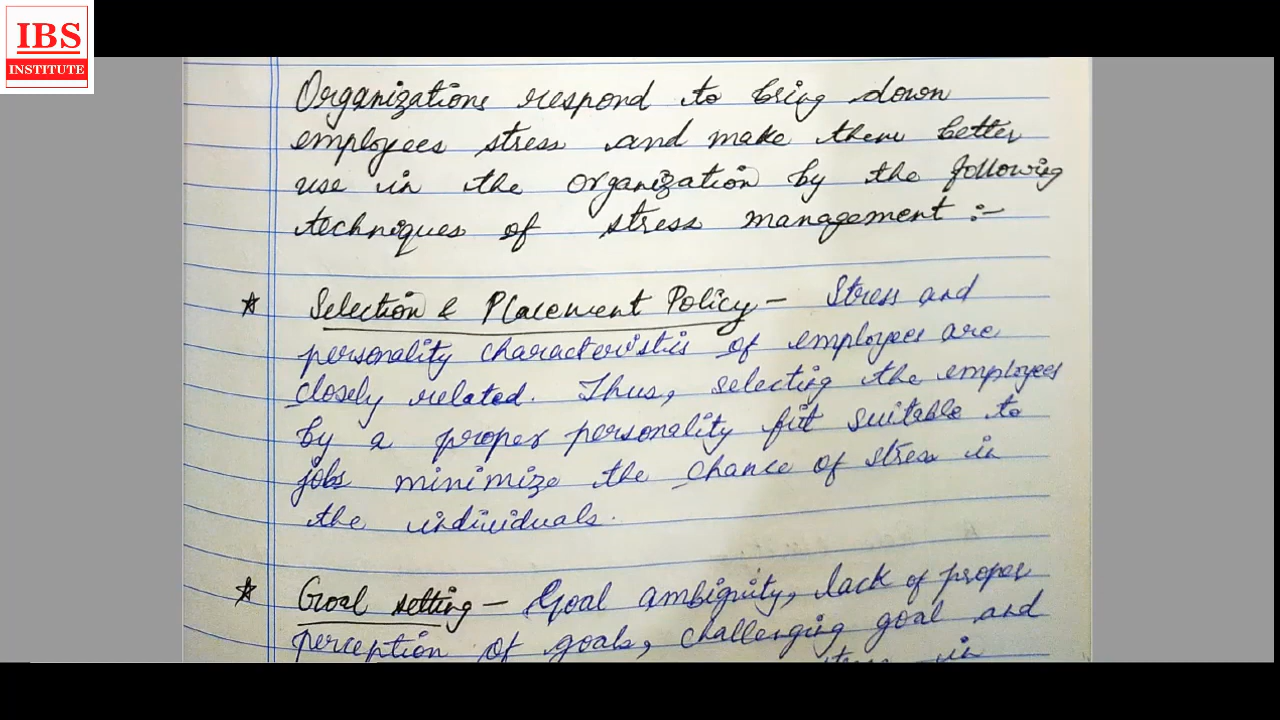 IBS
INSTITUTE
Organizations respond to bring down
employees stress and make them better
use in the organization by the following
techniques of stress management :-
☆ Selection & Placement Policy - Stress and
personality characteristics of employees are
closely related. Thus, selecting the employees
by a proper personality fit suitable to
jobs minimize the chance of stress in
the individuals.
☆ Goal setting - Goal ambiguity, lack of proper
perception of goals, challenging goal and
stress in